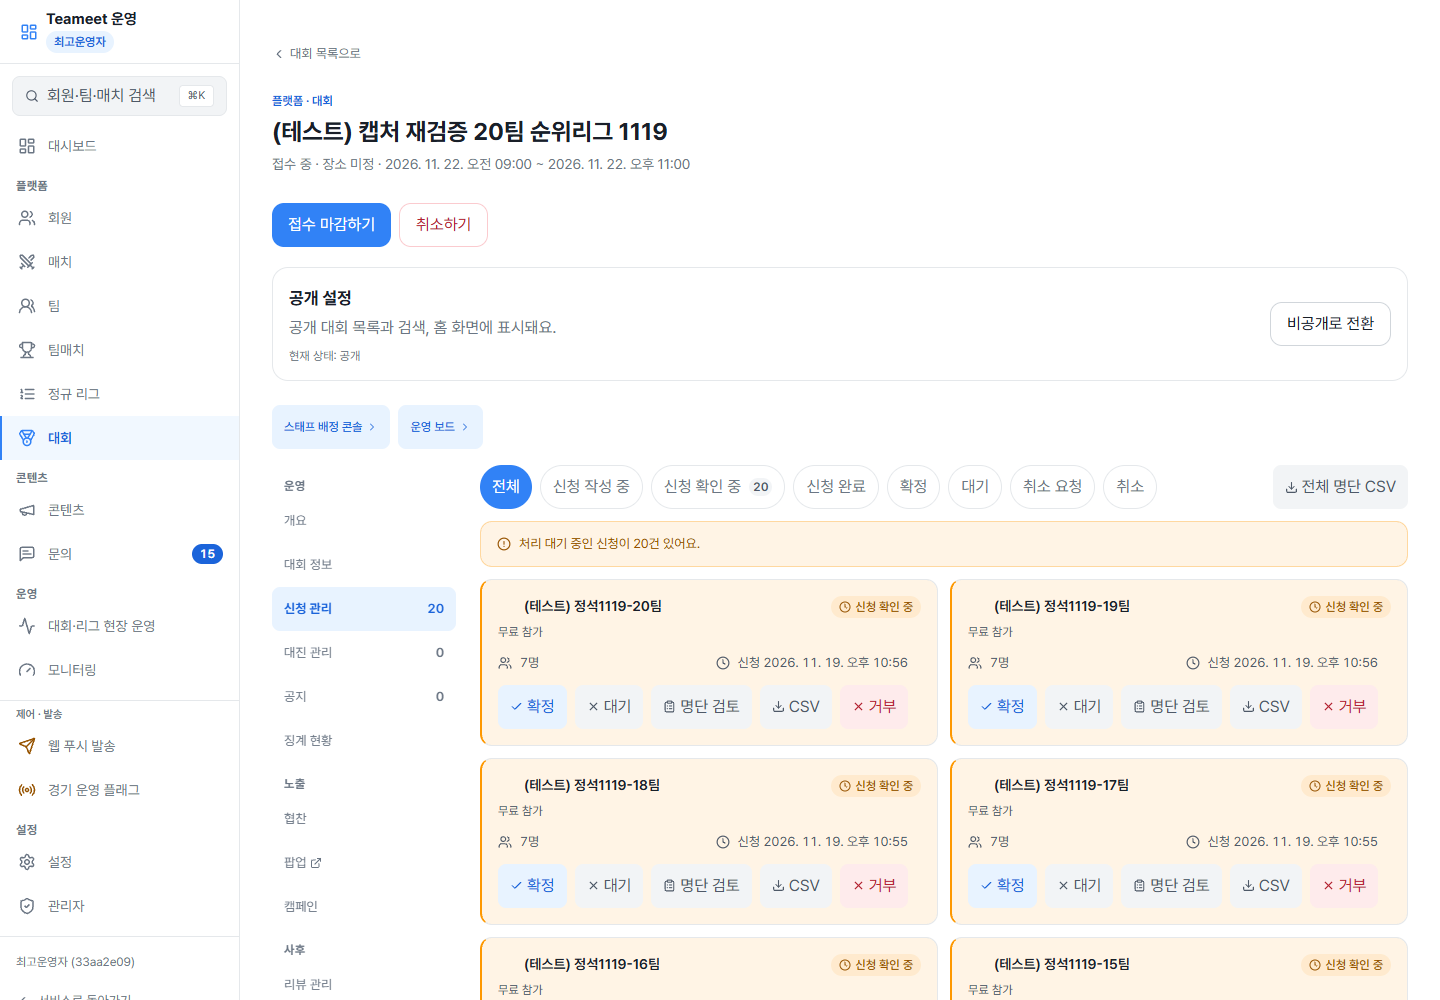 Teameet 운영
최고운영자
회원·팀·매치 검색
⌘K
대시보드
플랫폼
회원
매치
팀
팀매치
정규 리그
대회
콘텐츠
콘텐츠
문의
15
운영
대회·리그 현장 운영
모니터링
제어 · 발송
웹 푸시 발송
경기 운영 플래그
설정
설정
관리자
최고운영자 (33aa2e09)
서비스로 돌아가기
대회 목록으로
플랫폼 · 대회
(테스트) 캡처 재검증 20팀 순위리그 1119
접수 중 · 장소 미정 · 2026. 11. 22. 오전 09:00 ~ 2026. 11. 22. 오후 11:00
접수 마감하기
취소하기
공개 설정
공개 대회 목록과 검색, 홈 화면에 표시돼요.
현재 상태: 공개
비공개로 전환
스태프 배정 콘솔
운영 보드
운영
개요
대회 정보
신청 관리
20
대진 관리
0
공지
0
징계 현황
노출
협찬
팝업
캠페인
사후
리뷰 관리
전체
신청 작성 중
신청 확인 중 20
신청 완료
확정
대기
취소 요청
취소
전체 명단 CSV
처리 대기 중인 신청이 20건 있어요.
(테스트) 정석1119-20팀
신청 확인 중
무료 참가
7명
신청 2026. 11. 19. 오후 10:56
확정
대기
명단 검토
CSV
거부
(테스트) 정석1119-19팀
신청 확인 중
무료 참가
7명
신청 2026. 11. 19. 오후 10:56
확정
대기
명단 검토
CSV
거부
(테스트) 정석1119-18팀
신청 확인 중
무료 참가
7명
신청 2026. 11. 19. 오후 10:55
확정
대기
명단 검토
CSV
거부
(테스트) 정석1119-17팀
신청 확인 중
무료 참가
7명
신청 2026. 11. 19. 오후 10:55
확정
대기
명단 검토
CSV
거부
(테스트) 정석1119-16팀
신청 확인 중
무료 참가
(테스트) 정석1119-15팀
신청 확인 중
무료 참가